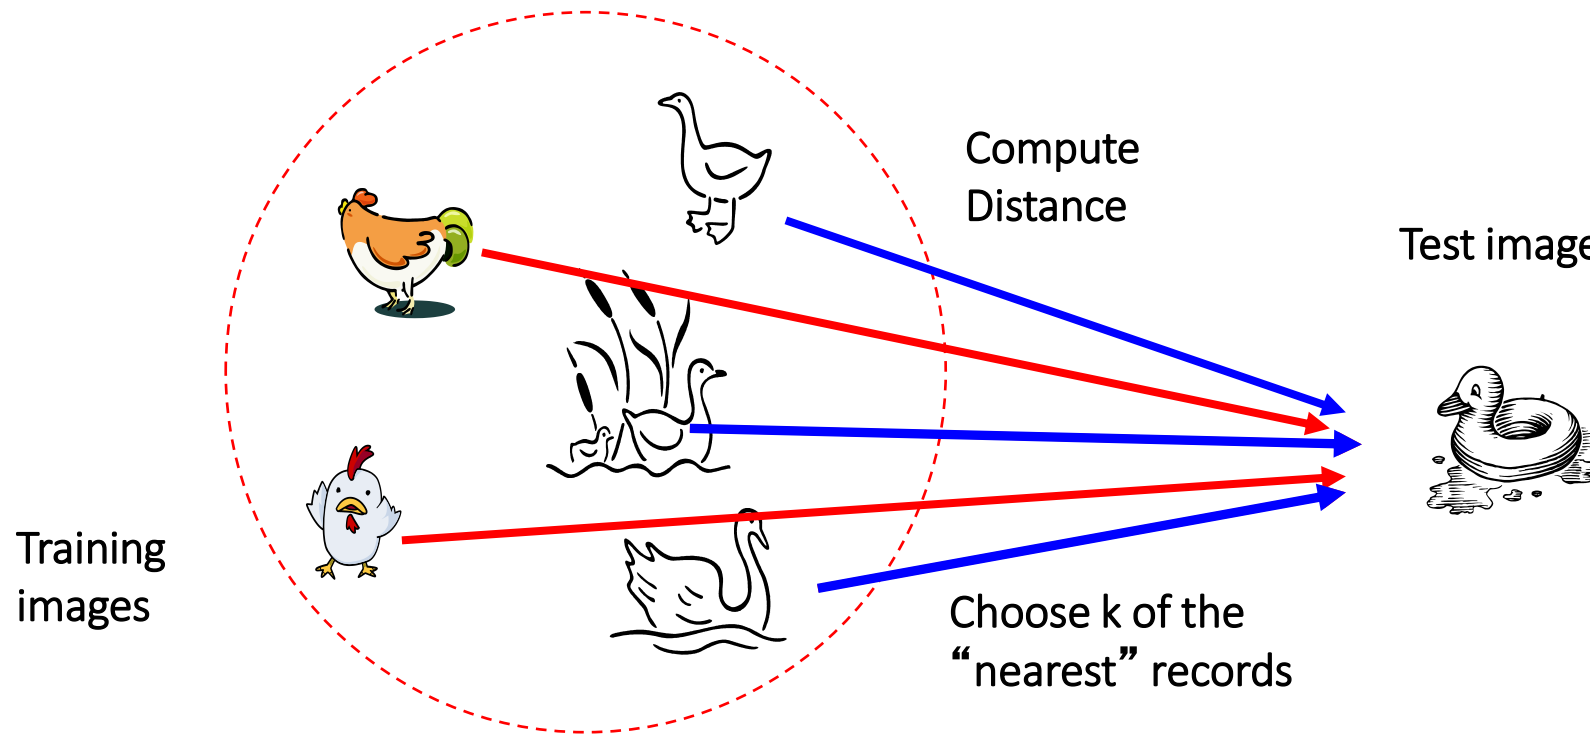 Compute
Distance
Test image
Training
images
Choose k of the
“nearest” records